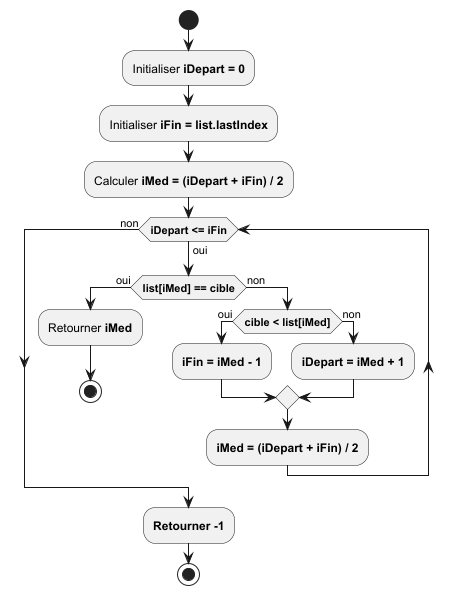 Initialiser iDepart = 0
Initialiser iFin = list.lastIndex
Calculer iMed = (iDepart + iFin) / 2
non
iDepart <= iFin
oui
oui
list[iMed] == cible
non
Retourner iMed
oui
cible < list[iMed]
non
iFin = iMed - 1
iDepart = iMed + 1
iMed = (iDepart + iFin) / 2
Retourner -1